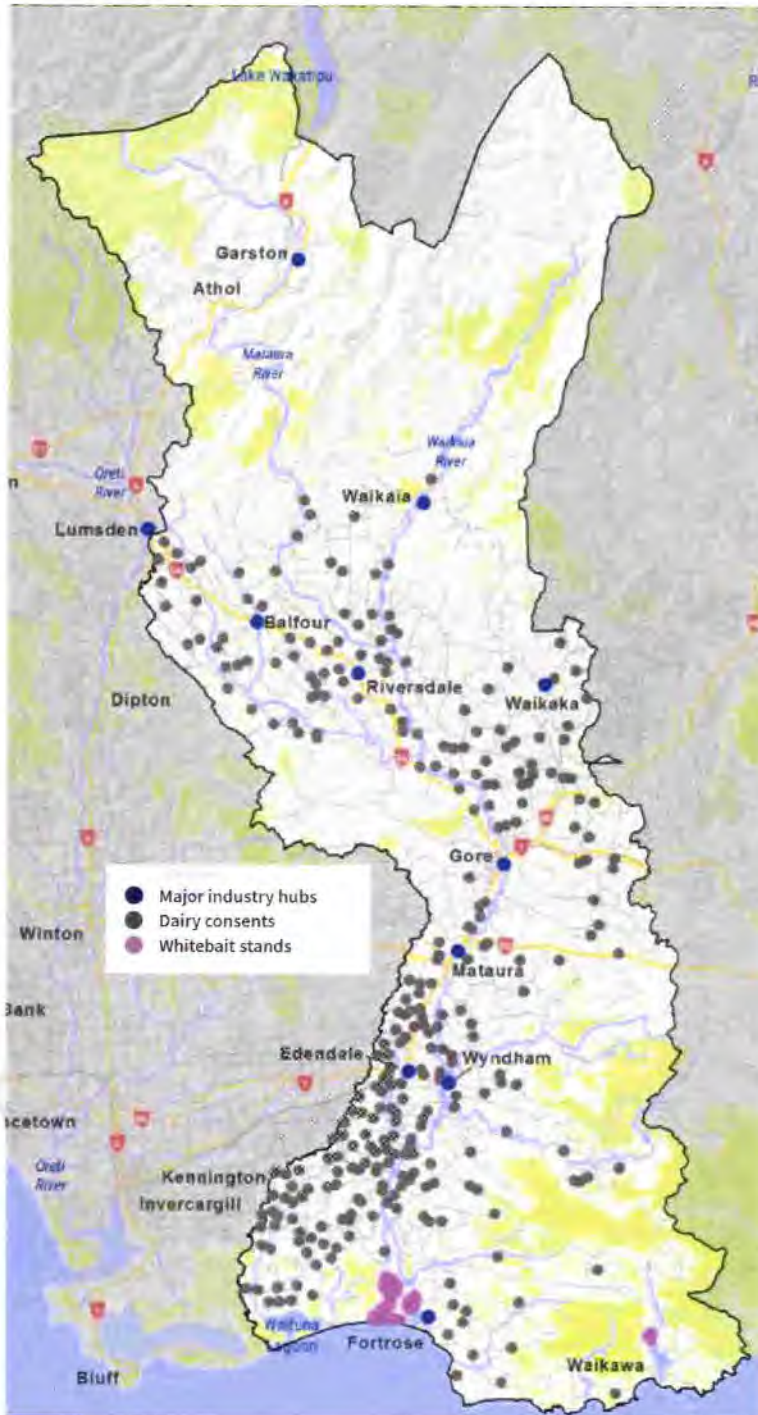 Lake Wakatipu
Garston
Athol
Mataura
River
Waikaia
River
Oreti
River
Waikaia
Lumsden
Balfour
Riversdale
Waikaka
Dipton
Gore
Major industry hubs
Dairy consents
Whitebait stands
Winton
Mataura
Bank
Edendale
Wyndham
Oreti
River
Kennington
Invercargill
Waituna
Lagoon
Fortrose
Waikawa
Bluff